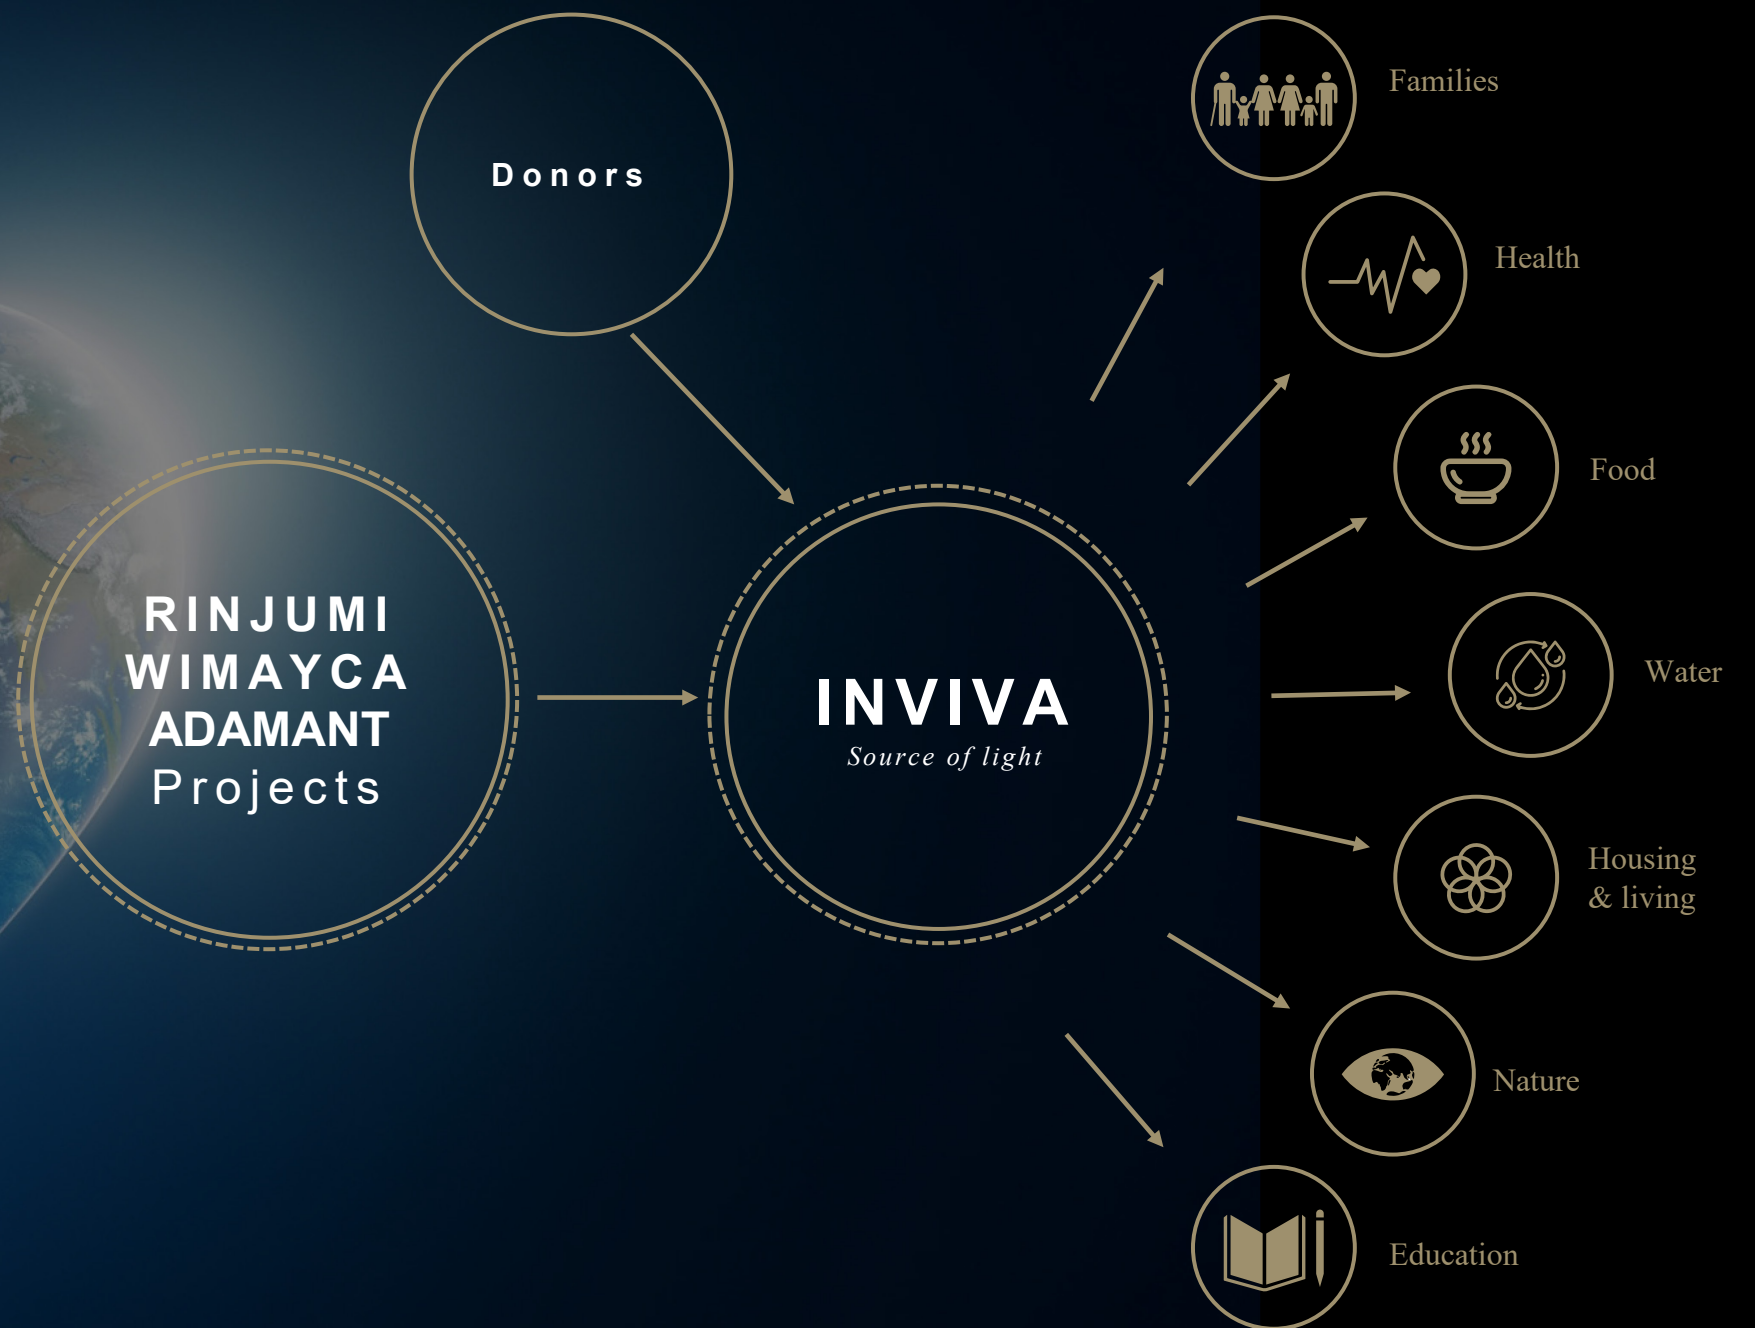 Donors
RINJUMI
WIMAYCA
ADAMANT
Projects
INVIVA
Source of light
Families
Health
Food
Water
Housing
& living
Nature
Education